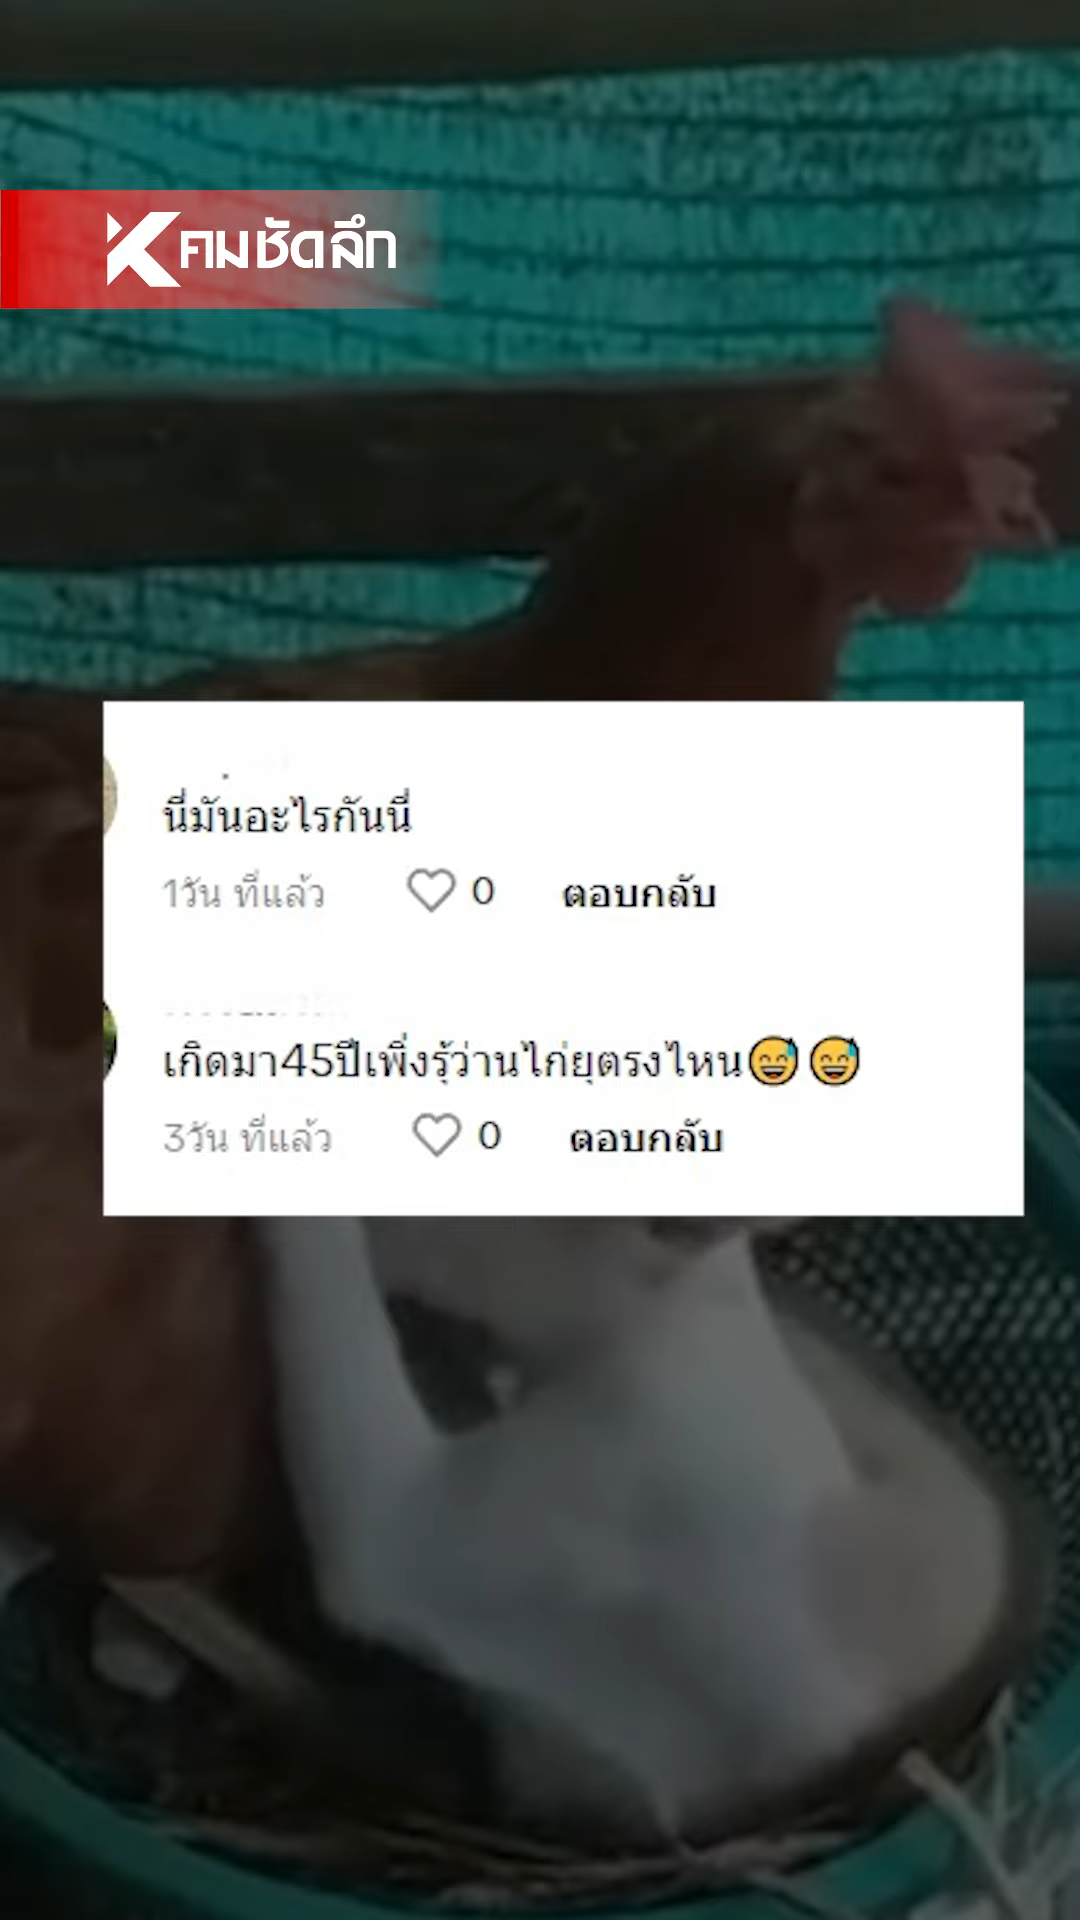 คมชัดลึก
นี่มันอะไรกันนี่
1วัน ที่แล้ว 0 ตอบกลับ
เกิดมา45ปีเพิ่งรุ้ว่านไก่ยุตรงไหน😅😅
3วัน ที่แล้ว 0 ตอบกลับ